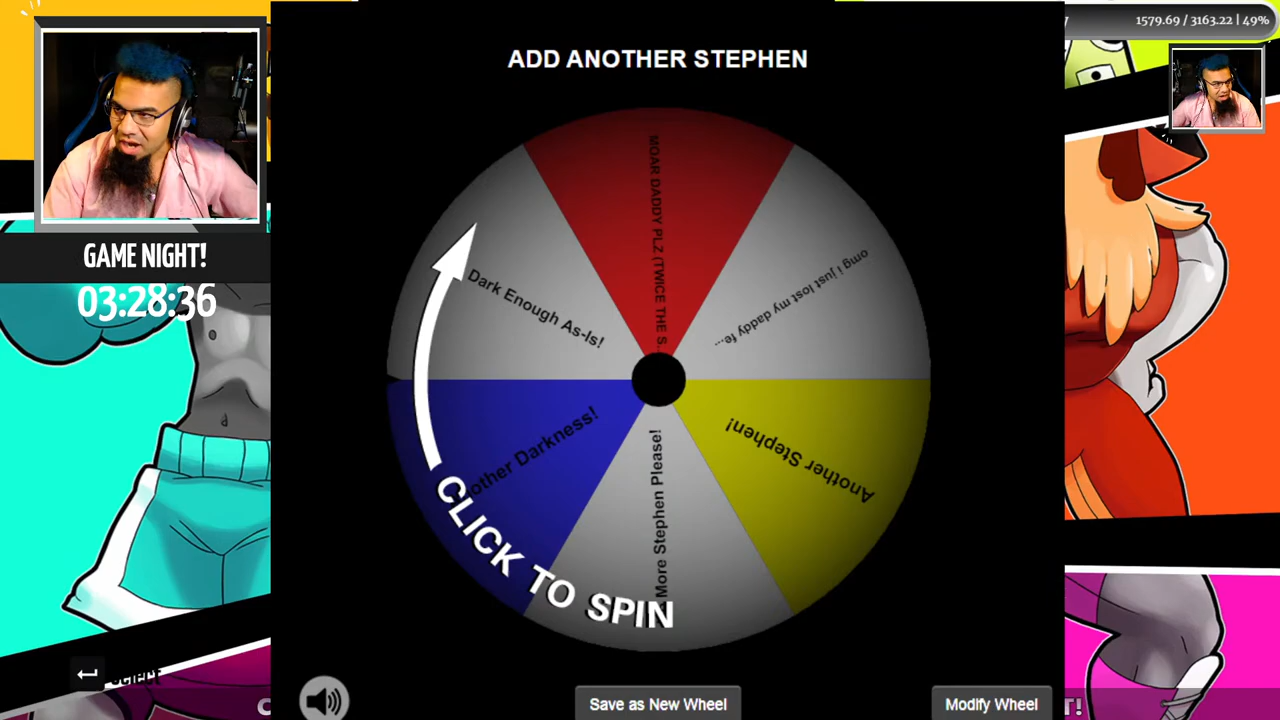 1579.69 / 3163.22 | 49%
ADD ANOTHER STEPHEN
GAME NIGHT!
03:28:36
MOAR DADDY PLZ (TWICE THE S...
omg i just lost my daddy fe...
Dark Enough As-Is!
other Darkness!
More Stephen Please!
Another Stephen!
CLICK TO SPIN
Select
Save as New Wheel
Modify Wheel